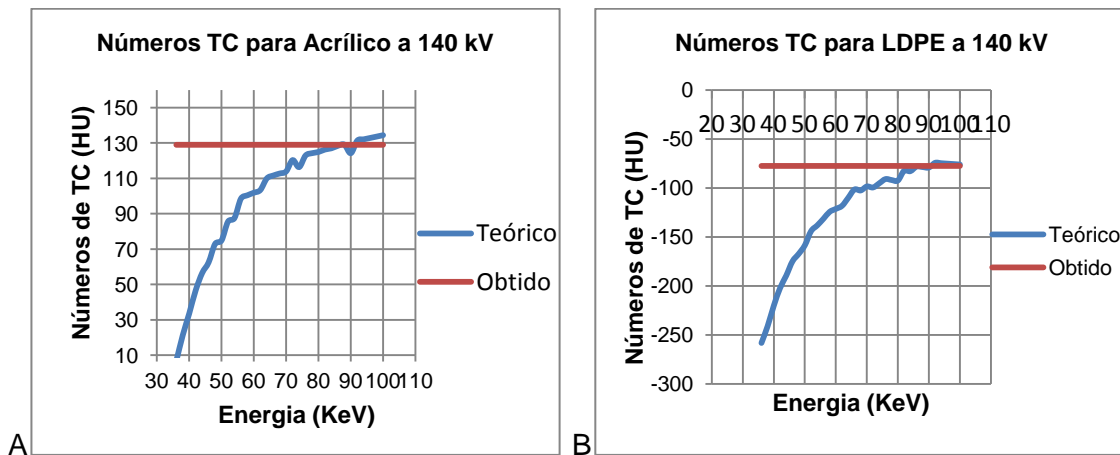 Números TC para Acrílico a 140 kV
Números de TC (HU)
150
130
110
90
70
50
30
10
30 40 50 60 70 80 90 100 110
Energia (KeV)
Teórico
Obtido
A
Números TC para LDPE a 140 kV
Números de TC (HU)
0
-50
-100
-150
-200
-250
-300
20 30 40 50 60 70 80 90 100 110
Energia (KeV)
Teórico
Obtido
B